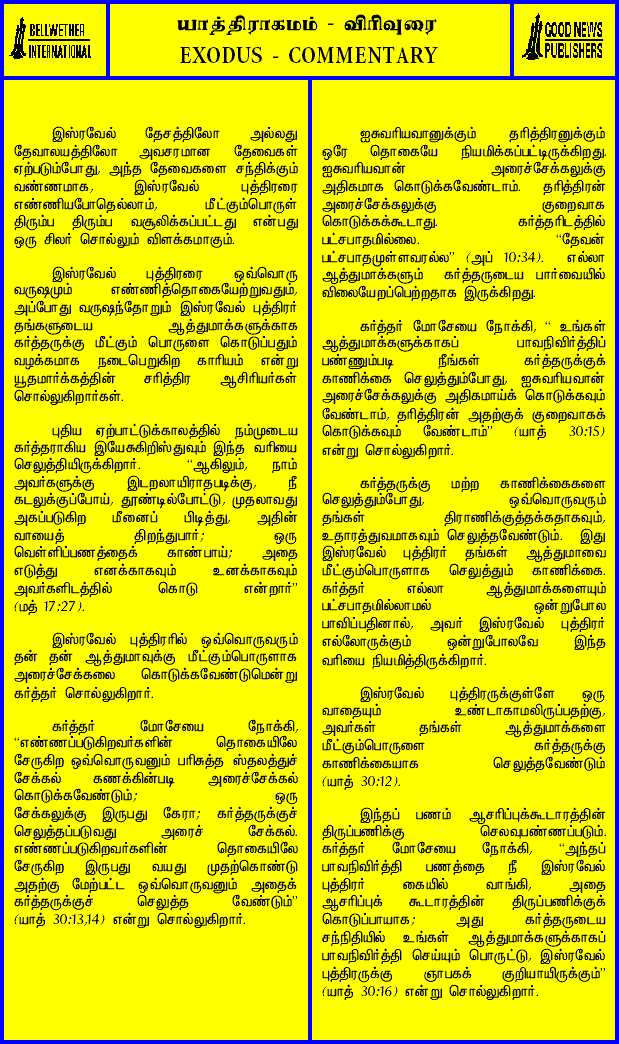 BELLWETHER
INTERNATIONAL
யாத்திராகமம் - விரிவுரை
EXODUS - COMMENTARY
GOOD NEWS
PUBLISHERS
இஸ்ரவேல் தேசத்திலோ அல்லது
தேவாலயத்திலோ அவசரமான தேவைகள்
ஏற்படும்போது, அந்த தேவைகளை சந்திக்கும்
வண்ணமாக, இஸ்ரவேல் புத்திரரை
எண்ணியபோதெல்லாம், மீட்கும்பொருள்
திரும்ப திரும்ப வசூலிக்கப்பட்டது என்பது
ஒரு சிலர் சொல்லும் விளக்கமாகும்.
இஸ்ரவேல் புத்திரரை ஒவ்வொரு
வருஷமும் எண்ணித்தொகையேற்றுவதும்,
அப்போது வருஷந்தோறும் இஸ்ரவேல் புத்திரர்
தங்களுடைய ஆத்துமாக்களுக்காக
கர்த்தருக்கு மீட்கும் பொருளை கொடுப்பதும்
வழக்கமாக நடைபெறுகிற காரியம் என்று
யூதமார்க்கத்தின் சரித்திர ஆசிரியர்கள்
சொல்லுகிறார்கள்.
புதிய ஏற்பாட்டுக்காலத்தில் நம்முடைய
கர்த்தராகிய இயேசுகிறிஸ்துவும் இந்த வரியை
செலுத்தியிருக்கிறார். “ஆகிலும், நாம்
அவர்களுக்கு இடறலாயிராதபடிக்கு, நீ
கடலுக்குப்போய், தூண்டில்போட்டு, முதலாவது
அகப்படுகிற மீனைப் பிடித்து, அதின்
வாயைத் திறந்துபார்; ஒரு
வெள்ளிப்பணத்தைக் காண்பாய்; அதை
எடுத்து எனக்காகவும் உனக்காகவும்
அவர்களிடத்தில் கொடு என்றார்”
(மத் 17:27).
இஸ்ரவேல் புத்திரரில் ஒவ்வொருவரும்
தன் தன் ஆத்துமாவுக்கு மீட்கும்பொருளாக
அரைச்சேக்கலை கொடுக்கவேண்டுமென்று
கர்த்தர் சொல்லுகிறார்.
கர்த்தர் மோசேயை நோக்கி,
“எண்ணப்படுகிறவர்களின் தொகையிலே
சேருகிற ஒவ்வொருவனும் பரிசுத்த ஸ்தலத்துச்
சேக்கல் கணக்கின்படி அரைச்சேக்கல்
கொடுக்கவேண்டும்; ஒரு
சேக்கலுக்கு இருபது கேரா; கர்த்தருக்குச்
செலுத்தப்படுவது அரைச் சேக்கல்.
எண்ணப்படுகிறவர்களின் தொகையிலே
சேருகிற இருபது வயது முதற்கொண்டு
அதற்கு மேற்பட்ட ஒவ்வொருவனும் அதைக்
கர்த்தருக்குச் செலுத்த வேண்டும்”
(யாத் 30:13,14) என்று சொல்லுகிறார்.
ஐசுவரியவானுக்கும் தரித்திரனுக்கும்
ஒரே தொகையே நியமிக்கப்பட்டிருக்கிறது.
ஐசுவரியவான் அரைச்சேக்கலுக்கு
அதிகமாக கொடுக்கவேண்டாம். தரித்திரன்
அரைச்சேக்கலுக்கு குறைவாக
கொடுக்கக்கூடாது. கர்த்தரிடத்தில்
பட்சபாதமில்லை. “தேவன்
பட்சபாதமுள்ளவரல்ல” (அப் 10:34). எல்லா
ஆத்துமாக்களும் கர்த்தருடைய பார்வையில்
விலையேறப்பெற்றதாக இருக்கிறது.
கர்த்தர் மோசேயை நோக்கி, “ உங்கள்
ஆத்துமாக்களுக்காகப் பாவநிவிர்த்திப்
பண்ணும்படி நீங்கள் கர்த்தருக்குக்
காணிக்கை செலுத்தும்போது, ஐசுவரியவான்
அரைச்சேக்கலுக்கு அதிகமாய்க் கொடுக்கவும்
வேண்டாம், தரித்திரன் அதற்குக் குறைவாகக்
கொடுக்கவும் வேண்டாம்” (யாத் 30:15)
என்று சொல்லுகிறார்.
கர்த்தருக்கு மற்ற காணிக்கைகளை
செலுத்தும்போது, ஒவ்வொருவரும்
தங்கள் திராணிக்குத்தக்கதாகவும்,
உதாரத்துவமாகவும் செலுத்தவேண்டும். இது
இஸ்ரவேல் புத்திரர் தங்கள் ஆத்துமாவை
மீட்கும்பொருளாக செலுத்தும் காணிக்கை.
கர்த்தர் எல்லா ஆத்துமாக்களையும்
பட்சபாதமில்லாமல் ஒன்றுபோல
பாவிப்பதினால், அவர் இஸ்ரவேல் புத்திரர்
எல்லோருக்கும் ஒன்றுபோலவே இந்த
வரியை நியமித்திருக்கிறார்.
இஸ்ரவேல் புத்திரருக்குள்ளே ஒரு
வாதையும் உண்டாகாமலிருப்பதற்கு,
அவர்கள் தங்கள் ஆத்துமாக்களை
மீட்கும்பொருளை கர்த்தருக்கு
காணிக்கையாக செலுத்தவேண்டும்
(யாத் 30:12).
இந்தப் பணம் ஆசரிப்புக்கூடாரத்தின்
திருப்பணிக்கு செலவுபண்ணப்படும்.
கர்த்தர் மோசேயை நோக்கி, “அந்தப்
பாவநிவிர்த்தி பணத்தை நீ இஸ்ரவேல்
புத்திரர் கையில் வாங்கி, அதை
ஆசரிப்புக் கூடாரத்தின் திருப்பணிக்குக்
கொடுப்பாயாக; அது கர்த்தருடைய
சந்நிதியில் உங்கள் ஆத்துமாக்களுக்காகப்
பாவநிவிர்த்தி செய்யும் பொருட்டு, இஸ்ரவேல்
புத்திரருக்கு ஞாபகக் குறியாயிருக்கும்”
(யாத் 30:16) என்று சொல்லுகிறார்.